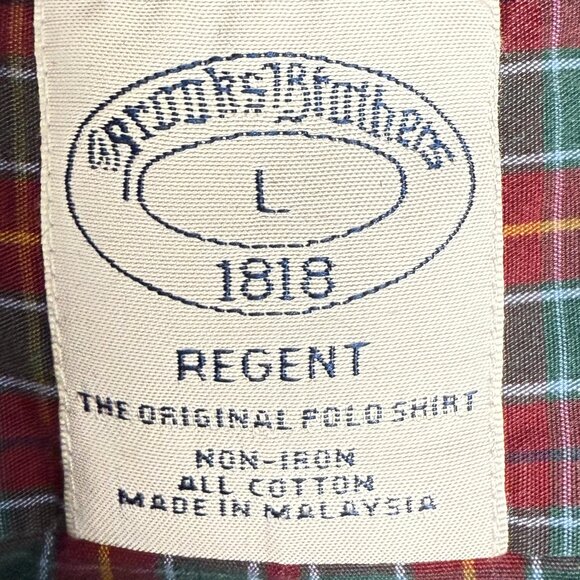 Brooks Brothers
L
1818
REGENT
THE ORIGINAL POLO SHIRT
NON-IRON
ALL COTTON
MADE IN MALAYSIA